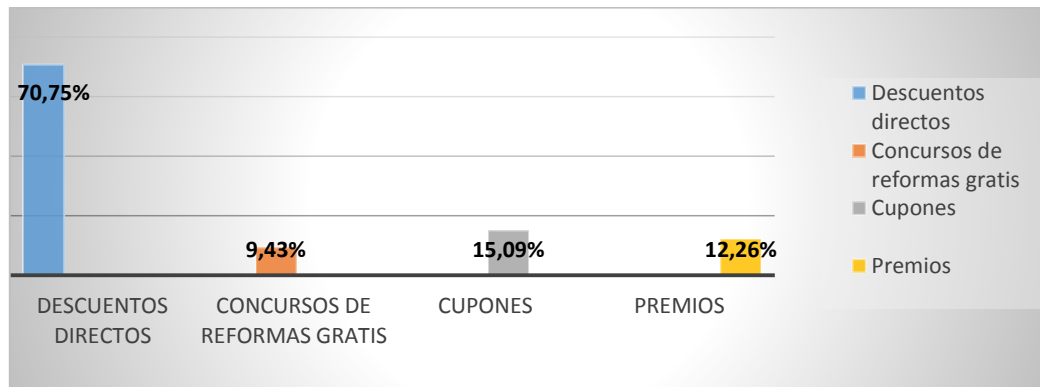 70,75%
9,43%
15,09%
12,26%
DESCUENTOS
DIRECTOS
CONCURSOS DE
REFORMAS GRATIS
CUPONES
PREMIOS
Descuentos
directos
Concursos de
reformas gratis
Cupones
Premios